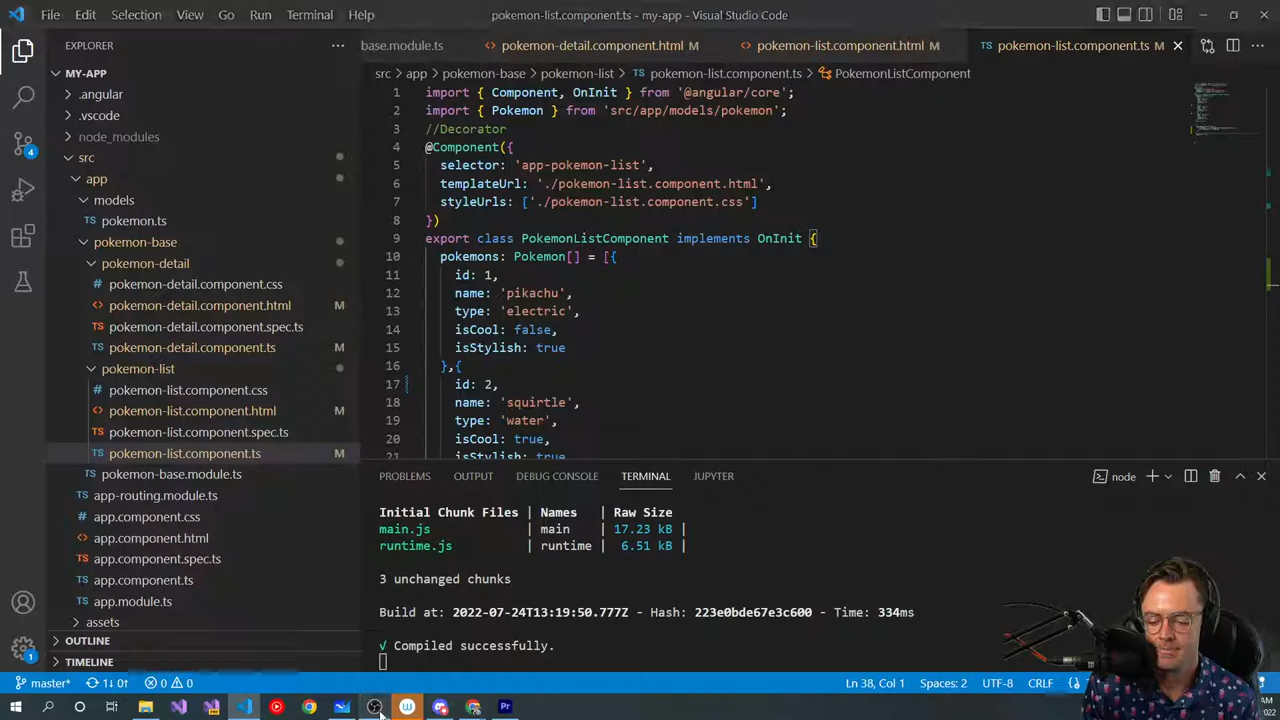 File Edit Selection View Go Run Terminal Help pokemon-list.component.ts - my-app - Visual Studio Code
EXPLORER
base.module.ts pokemon-detail.component.html M pokemon-list.component.html M TS pokemon-list.component.ts M
src > app > pokemon-base > pokemon-list > TS pokemon-list.component.ts > PokemonListComponent
MY-APP
.angular
.vscode
node_modules
src
app
models
TS pokemon.ts
pokemon-base
pokemon-detail
# pokemon-detail.component.css
<> pokemon-detail.component.html M
TS pokemon-detail.component.spec.ts
TS pokemon-detail.component.ts M
pokemon-list
# pokemon-list.component.css
<> pokemon-list.component.html M
TS pokemon-list.component.spec.ts
TS pokemon-list.component.ts M
TS pokemon-base.module.ts
TS app-routing.module.ts
# app.component.css
<> app.component.html
TS app.component.spec.ts
TS app.component.ts
TS app.module.ts
assets
OUTLINE
TIMELINE
4
1
1 import { Component, OnInit } from '@angular/core';
2 import { Pokemon } from 'src/app/models/pokemon';
3 //Decorator
4 @Component({
5 selector: 'app-pokemon-list',
6 templateUrl: './pokemon-list.component.html',
7 styleUrls: ['./pokemon-list.component.css']
8 })
9 export class PokemonListComponent implements OnInit {
10 pokemons: Pokemon[] = [{
11 id: 1,
12 name: 'pikachu',
13 type: 'electric',
14 isCool: false,
15 isStylish: true
16 },{
17 id: 2,
18 name: 'squirtle',
19 type: 'water',
20 isCool: true,
21 isStylish: true
PROBLEMS OUTPUT DEBUG CONSOLE TERMINAL JUPYTER node
Initial Chunk Files | Names | Raw Size
main.js | main | 17.23 kB |
runtime.js | runtime | 6.51 kB |
3 unchanged chunks
Build at: 2022-07-24T13:19:50.777Z - Hash: 223e0bde67e3c600 - Time: 334ms
√ Compiled successfully.
master* 1↓ 0↑ 0 0 Ln 38, Col 1 Spaces: 2 UTF-8 CRLF {}
AM
2022